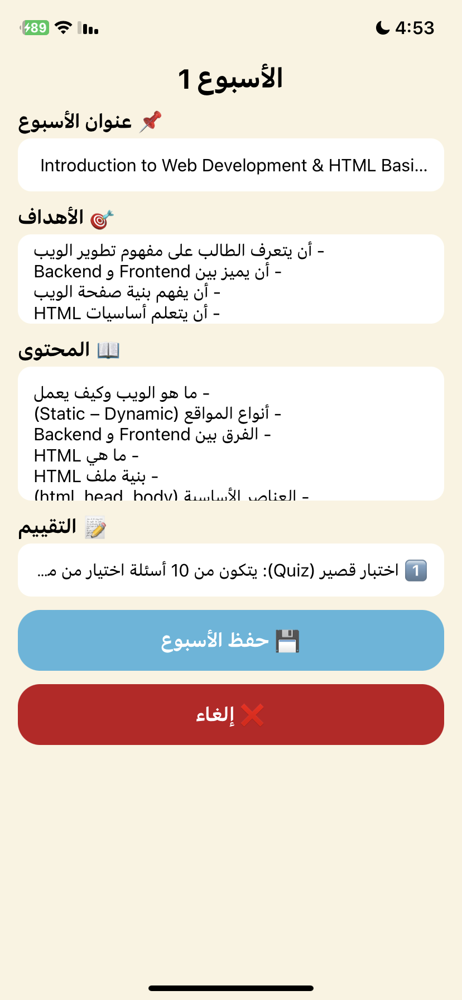 89
4:53
الأسبوع 1
📌 عنوان الأسبوع
Introduction to Web Development & HTML Basi...
🎯 الأهداف
- أن يتعرف الطالب على مفهوم تطوير الويب
- أن يميز بين Frontend و Backend
- أن يفهم بنية صفحة الويب
- أن يتعلم أساسيات HTML
📖 المحتوى
- ما هو الويب وكيف يعمل
- أنواع المواقع (Static – Dynamic)
- الفرق بين Frontend و Backend
- ما هي HTML
- بنية ملف HTML
- العناصر الأساسية (html, head, body)
📝 التقييم
1️⃣ اختبار قصير (Quiz): يتكون من 10 أسئلة اختيار من مـ...
💾 حفظ الأسبوع
❌ إلغاء